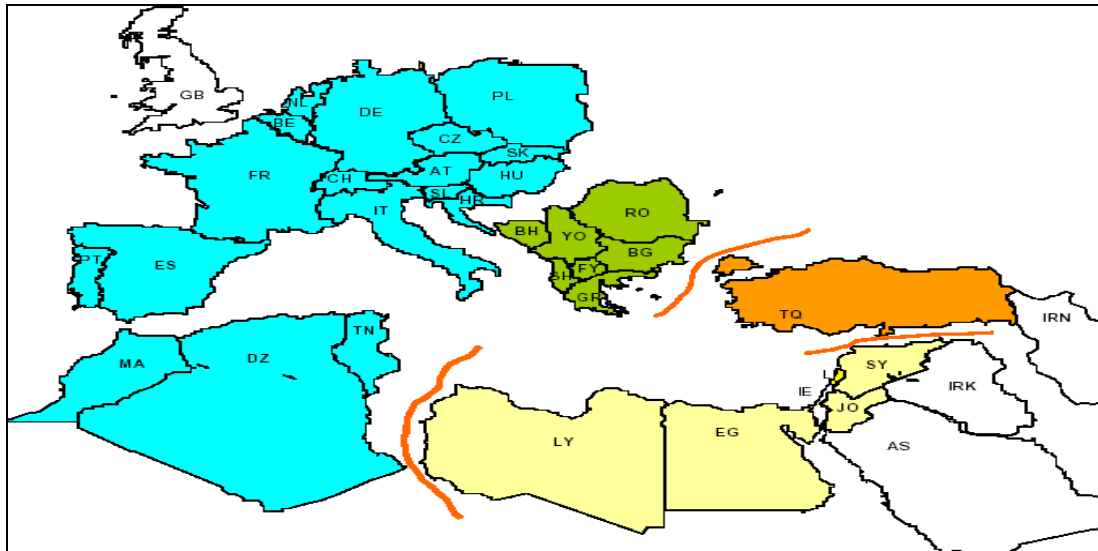 GB
NL
BE
DE
PL
CZ
SK
FR
CH
AT
HU
SL
HR
IT
RO
BH
YO
BG
FY
SH
GR
PT
ES
TQ
IRN
MA
DZ
TN
SY
L
IE
IRK
JO
LY
EG
AS